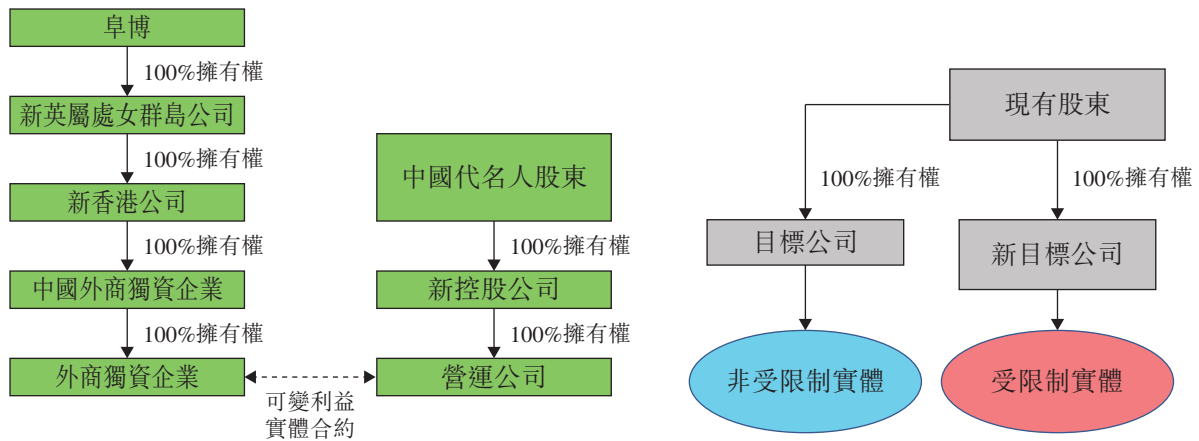 阜博
100%擁有權
新英屬處女群島公司
100%擁有權
新香港公司
100%擁有權
中國外商獨資企業
100%擁有權
外商獨資企業
可變利益
實體合約
中國代名人股東
100%擁有權
新控股公司
100%擁有權
營運公司
現有股東
100%擁有權
100%擁有權
目標公司
新目標公司
非受限制實體
受限制實體